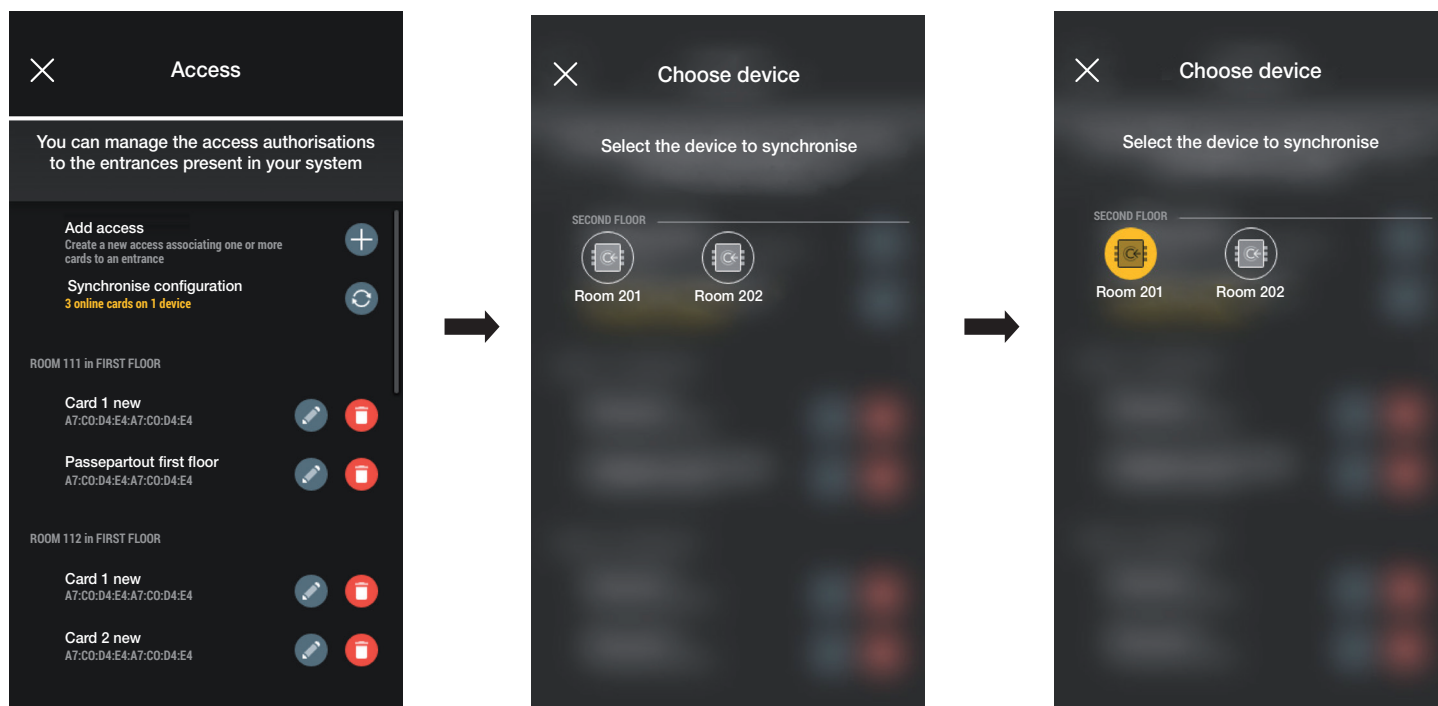 Access
You can manage the access authorisations
to the entrances present in your system
Add access
Create a new access associating one or more
cards to an entrance
Synchronise configuration
3 online cards on 1 device
ROOM 111 in FIRST FLOOR
Card 1 new
A7:C0:D4:E4:A7:C0:D4:E4
Passepartout first floor
A7:C0:D4:E4:A7:C0:D4:E4
ROOM 112 in FIRST FLOOR
Card 1 new
A7:C0:D4:E4:A7:C0:D4:E4
Card 2 new
A7:C0:D4:E4:A7:C0:D4:E4
Choose device
Select the device to synchronise
SECOND FLOOR
Room 201 Room 202
Choose device
Select the device to synchronise
SECOND FLOOR
Room 201 Room 202